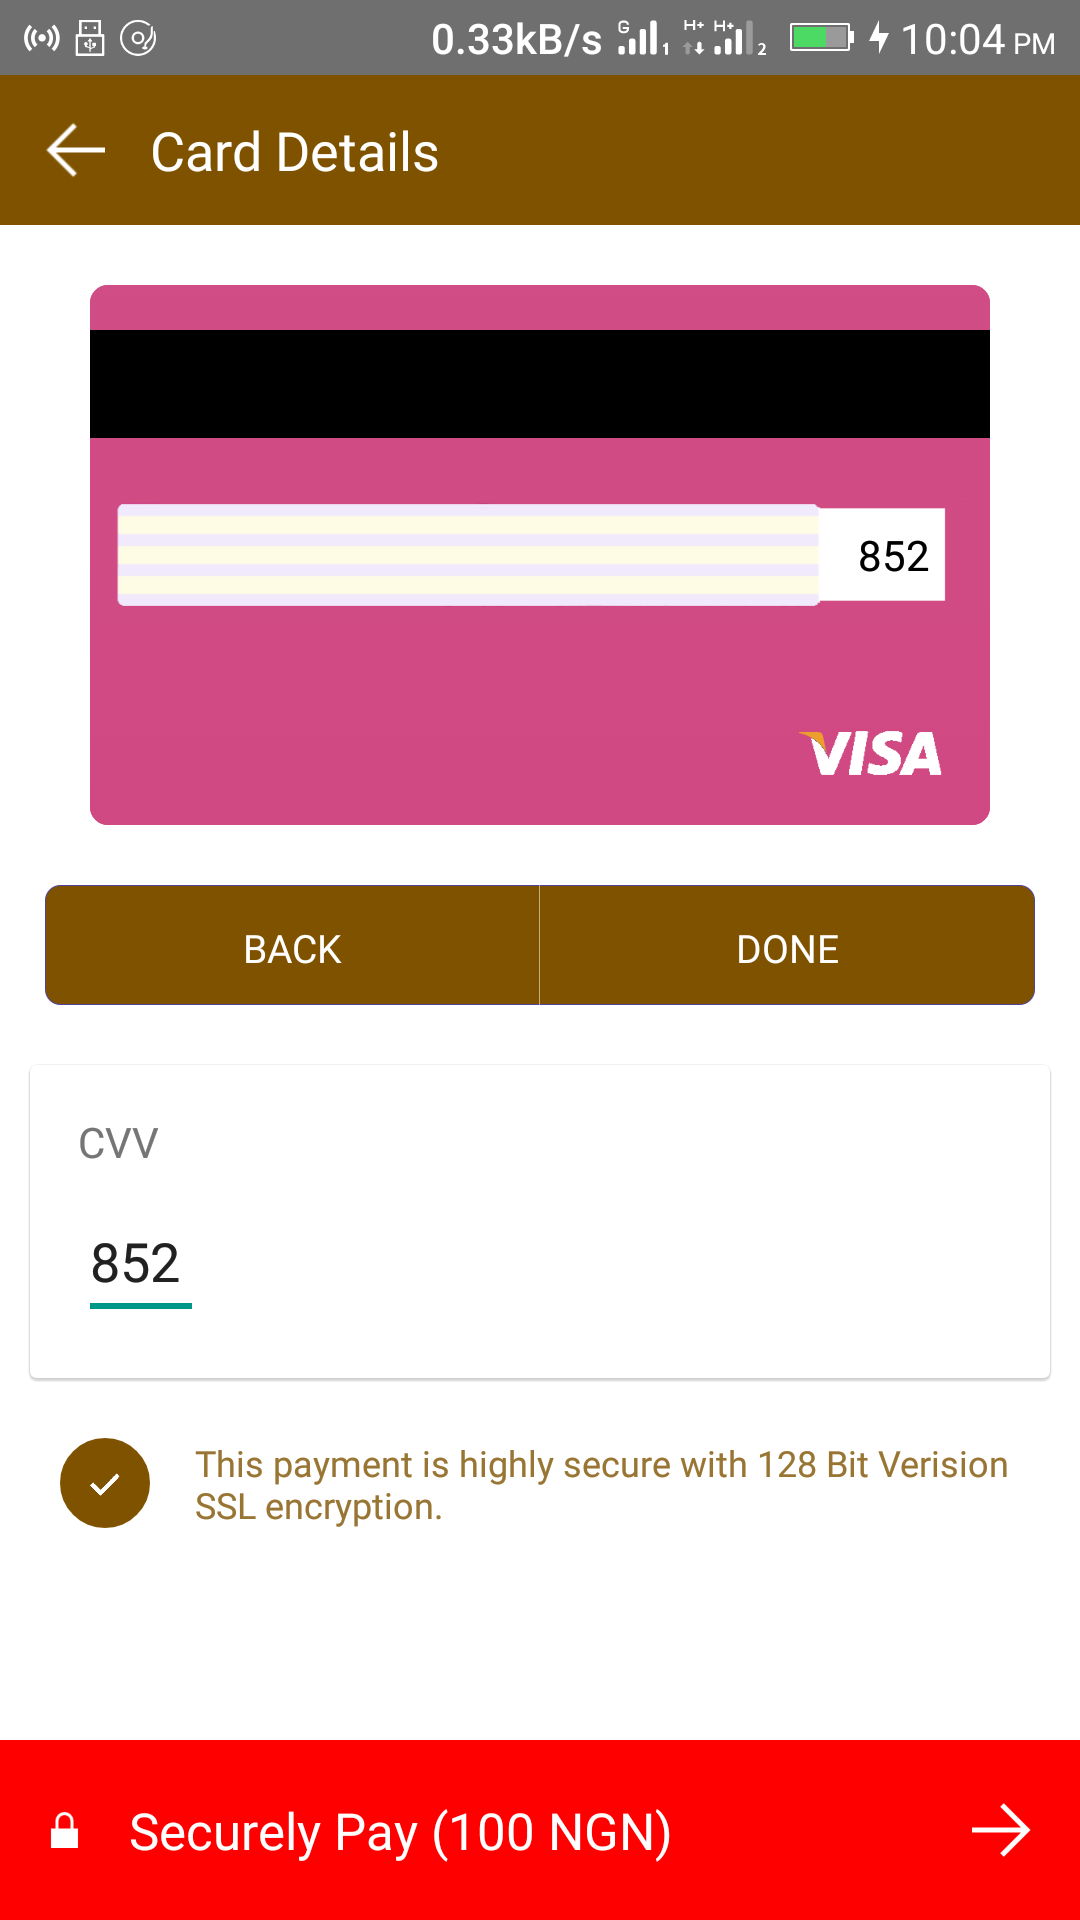 0.33kB/s G 1 H+ H+ 2 10:04 PM
Card Details
852
VISA
BACK DONE
CVV
852
This payment is highly secure with 128 Bit Verision
SSL encryption.
Securely Pay (100 NGN)